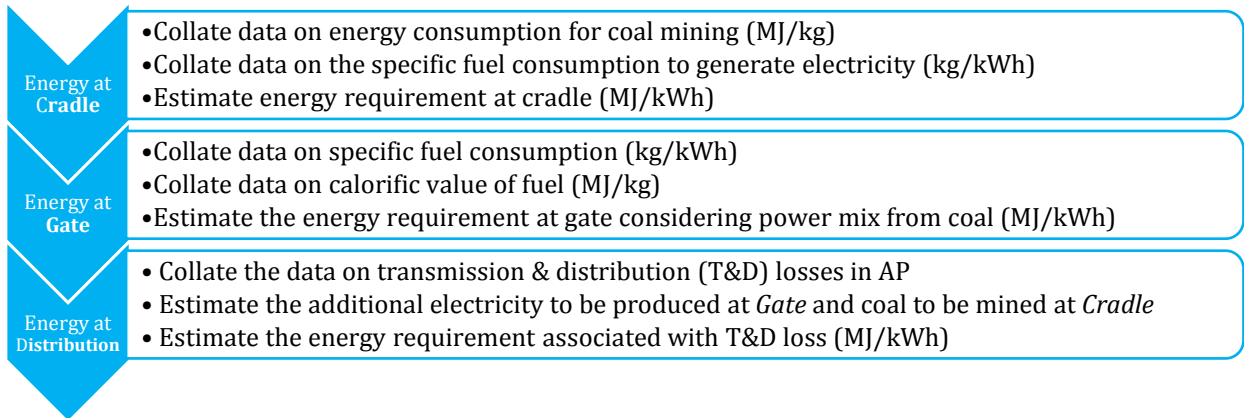 Energy at
Cradle
•Collate data on energy consumption for coal mining (MJ/kg)
•Collate data on the specific fuel consumption to generate electricity (kg/kWh)
•Estimate energy requirement at cradle (MJ/kWh)
Energy at
Gate
•Collate data on specific fuel consumption (kg/kWh)
•Collate data on calorific value of fuel (MJ/kg)
•Estimate the energy requirement at gate considering power mix from coal (MJ/kWh)
Energy at
Distribution
• Collate the data on transmission & distribution (T&D) losses in AP
• Estimate the additional electricity to be produced at Gate and coal to be mined at Cradle
• Estimate the energy requirement associated with T&D loss (MJ/kWh)